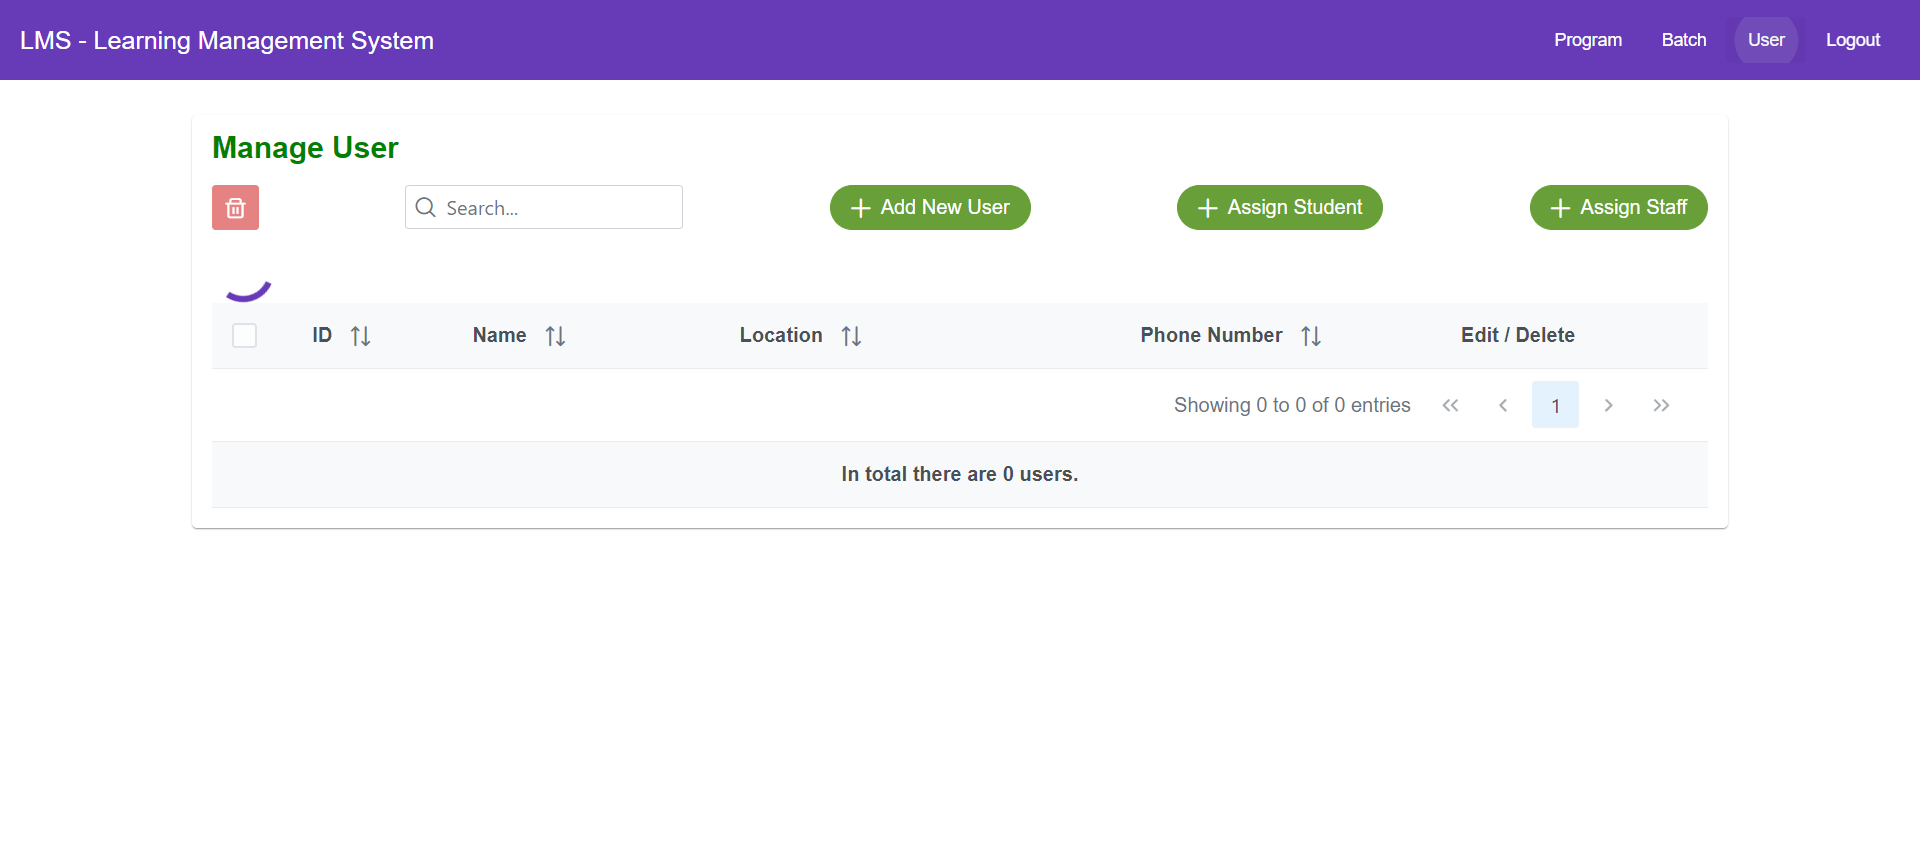 LMS - Learning Management System
Program Batch User Logout
Manage User
Search...
Add New User
Assign Student
Assign Staff
ID Name Location Phone Number Edit / Delete
Showing 0 to 0 of 0 entries
1
In total there are 0 users.